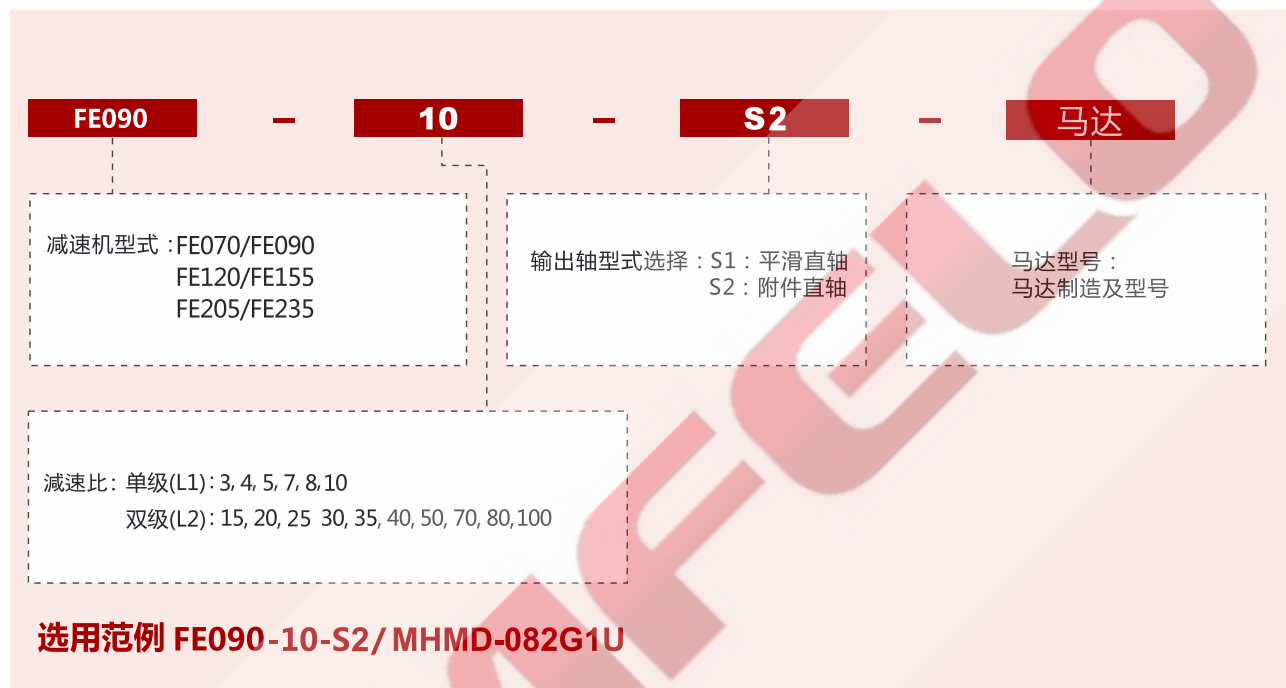 FE090 - 10 - S2 - 马达
减速机型式 :FE070/FE090
FE120/FE155
FE205/FE235
输出轴型式选择 : S1 : 平滑直轴
S2 : 附件直轴
马达型号 :
马达制造及型号
减速比: 单级(L1): 3, 4, 5, 7, 8,10
双级(L2): 15, 20, 25 30, 35, 40, 50, 70, 80,100
选用范例 FE090-10-S2/ MHMD-082G1U